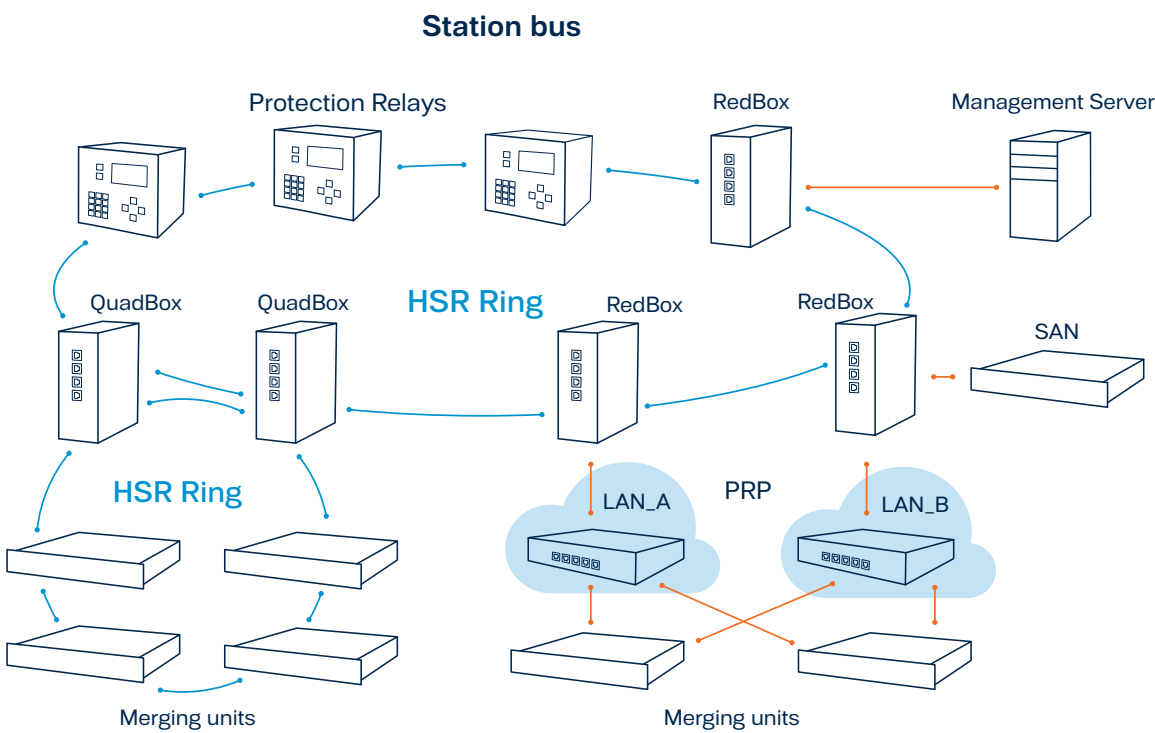 Station bus
Protection Relays
RedBox
Management Server
QuadBox
QuadBox
HSR Ring
RedBox
RedBox
SAN
HSR Ring
LAN_A
PRP
LAN_B
Merging units
Merging units